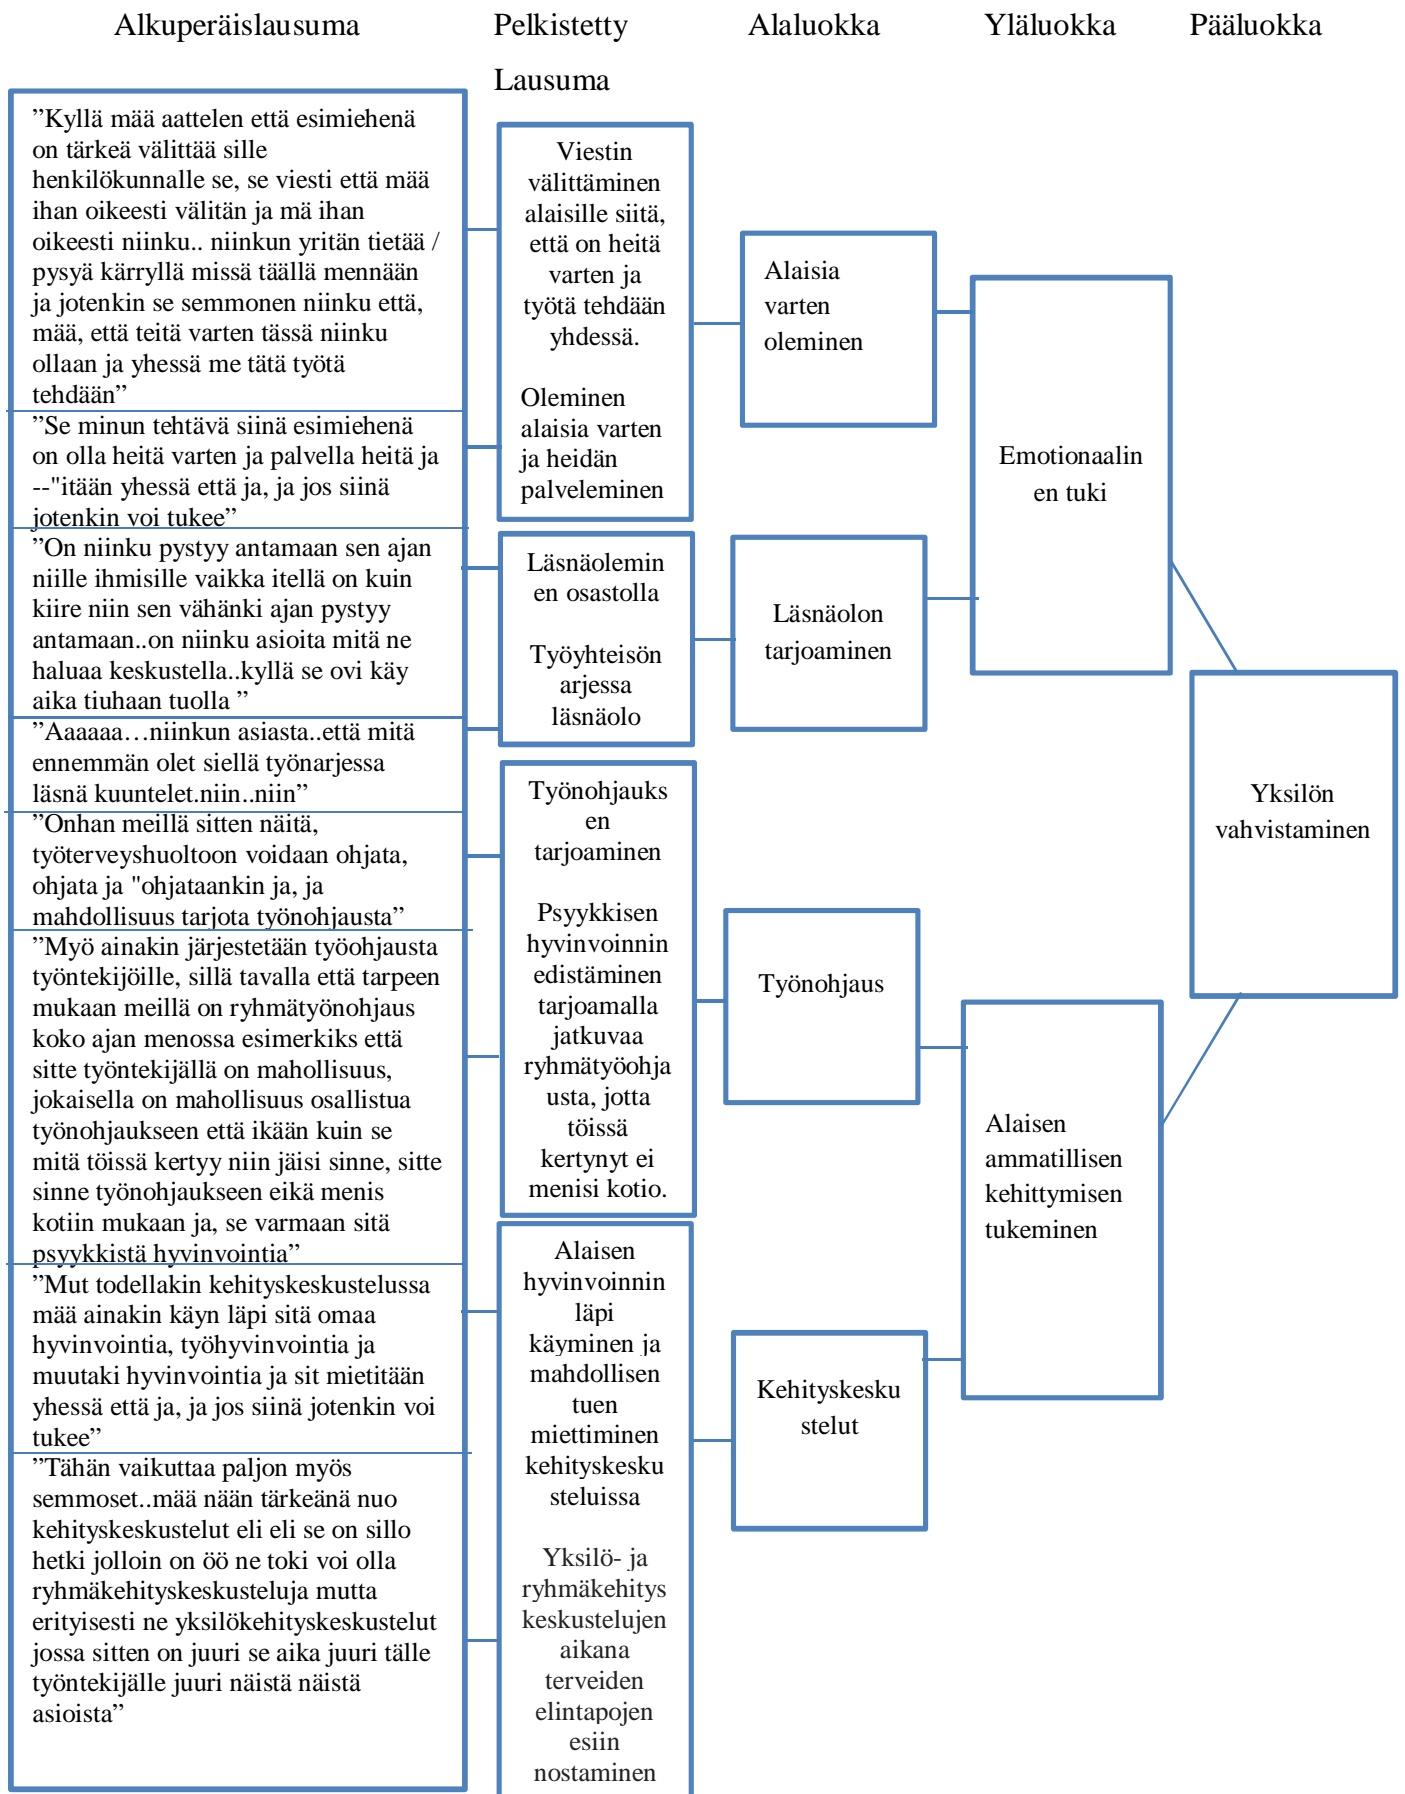 Alkuperäislausuma
Pelkistetty
Lausuma
Alaluokka
Yläluokka
Pääluokka
”Kyllä mää aattelen että esimiehenä
on tärkeä välittää sille
henkilökunnalle se, se viesti että mää
ihan oikeesti välitän ja mä ihan
oikeesti niinku.. niinkun yritän tietää /
pysyä kärryllä missä täällä mennään
ja jotenkin se semmonen niinku että,
mää, että teitä varten tässä niinku
ollaan ja yhessä me tätä työtä
tehdään”
”Se minun tehtävä siinä esimiehenä
on olla heitä varten ja palvella heitä ja
--"itään yhessä että ja, ja jos siinä
jotenkin voi tukee”
”On niinku pystyy antamaan sen ajan
niille ihmisille vaikka itellä on kuin
kiire niin sen vähänki ajan pystyy
antamaan..on niinku asioita mitä ne
haluaa keskustella..kyllä se ovi käy
aika tiuhaan tuolla ”
”Aaaaaa…niinkun asiasta..että mitä
ennemmän olet siellä työnarjessa
läsnä kuuntelet.niin..niin”
”Onhan meillä sitten näitä,
työterveyshuoltoon voidaan ohjata,
ohjata ja "ohjataankin ja, ja
mahdollisuus tarjota työnohjausta”
”Myö ainakin järjestetään työohjausta
työntekijöille, sillä tavalla että tarpeen
mukaan meillä on ryhmätyönohjaus
koko ajan menossa esimerkiks että
sitte työntekijällä on mahollisuus,
jokaisella on mahollisuus osallistua
työnohjaukseen että ikään kuin se
mitä töissä kertyy niin jäisi sinne, sitte
sinne työnohjaukseen eikä menis
kotiin mukaan ja, se varmaan sitä
psyykkistä hyvinvointia”
”Mut todellakin kehityskeskustelussa
mää ainakin käyn läpi sitä omaa
hyvinvointia, työhyvinvointia ja
muutaki hyvinvointia ja sit mietitään
yhessä että ja, ja jos siinä jotenkin voi
tukee”
”Tähän vaikuttaa paljon myös
semmoset..mää nään tärkeänä nuo
kehityskeskustelut eli eli se on sillo
hetki jolloin on öö ne toki voi olla
ryhmäkehityskeskusteluja mutta
erityisesti ne yksilökehityskeskustelut
jossa sitten on juuri se aika juuri tälle
työntekijälle juuri näistä näistä
asioista”
Viestin
välittäminen
alaisille siitä,
että on heitä
varten ja
työtä tehdään
yhdessä.
Oleminen
alaisia varten
ja heidän
palveleminen
Läsnäolemin
en osastolla
Työyhteisön
arjessa
läsnäolo
Työnohjauks
en
tarjoaminen
Psyykkisen
hyvinvoinnin
edistäminen
tarjoamalla
jatkuvaa
ryhmätyöohja
usta, jotta
töissä
kertynyt ei
menisi kotio.
Alaisen
hyvinvoinnin
läpi
käyminen ja
mahdollisen
tuen
miettiminen
kehityskesku
steluissa
Yksilö- ja
ryhmäkehitys
keskustelujen
aikana
terveiden
elintapojen
esiin
nostaminen
Alaisia
varten
oleminen
Läsnäolon
tarjoaminen
Työnohjaus
Kehityskesku
stelut
Emotionaalin
en tuki
Alaisen
ammatillisen
kehittymisen
tukeminen
Yksilön
vahvistaminen